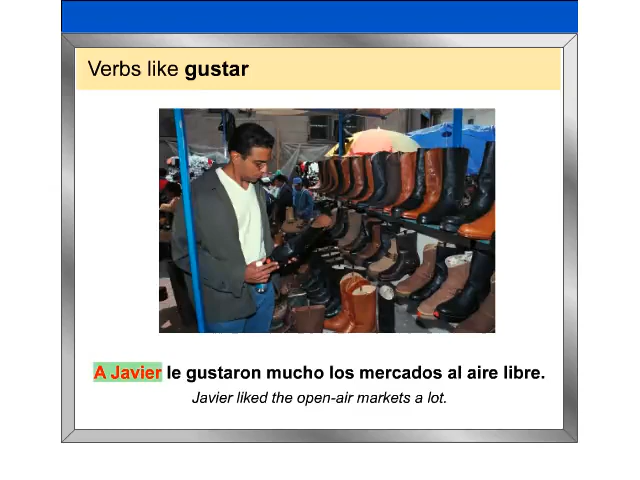 Verbs like gustar
A Javier le gustaron mucho los mercados al aire libre.
Javier liked the open-air markets a lot.